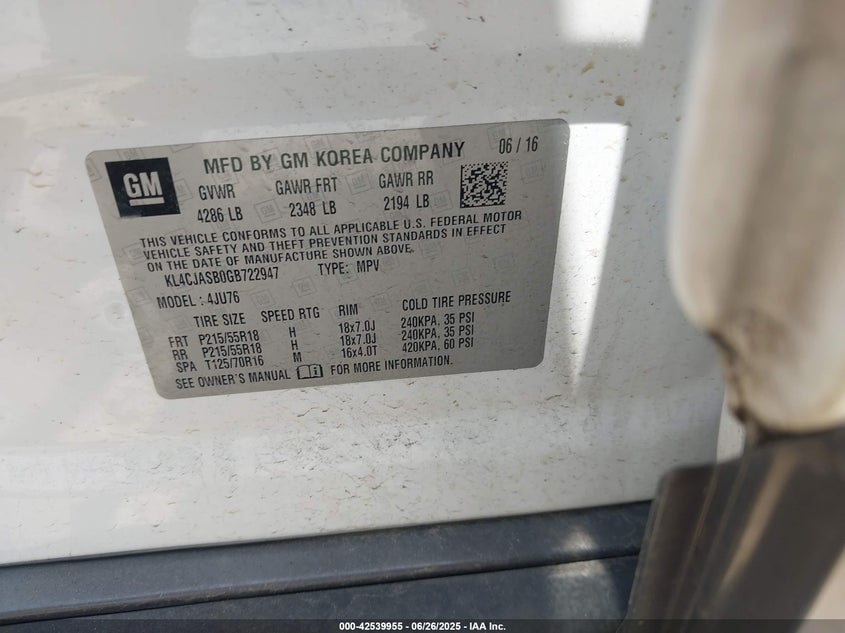 GM
MFD BY GM KOREA COMPANY 06 / 16
GVWR GAWR FRT GAWR RR
4286 LB 2348 LB 2194 LB
THIS VEHICLE CONFORMS TO ALL APPLICABLE U.S. FEDERAL MOTOR
VEHICLE SAFETY AND THEFT PREVENTION STANDARDS IN EFFECT
ON THE DATE OF MANUFACTURE SHOWN ABOVE.
KL4CJASB0GB722947 TYPE: MPV
MODEL: 4JU76
TIRE SIZE SPEED RTG RIM COLD TIRE PRESSURE
FRT P215/55R18 H 18x7.0J 240KPA, 35 PSI
RR P215/55R18 H 18x7.0J 240KPA, 35 PSI
SPA T125/70R16 M 16x4.0T 420KPA, 60 PSI
SEE OWNER'S MANUAL FOR MORE INFORMATION.
000-42539955 - 06/26/2025 - IAA Inc.